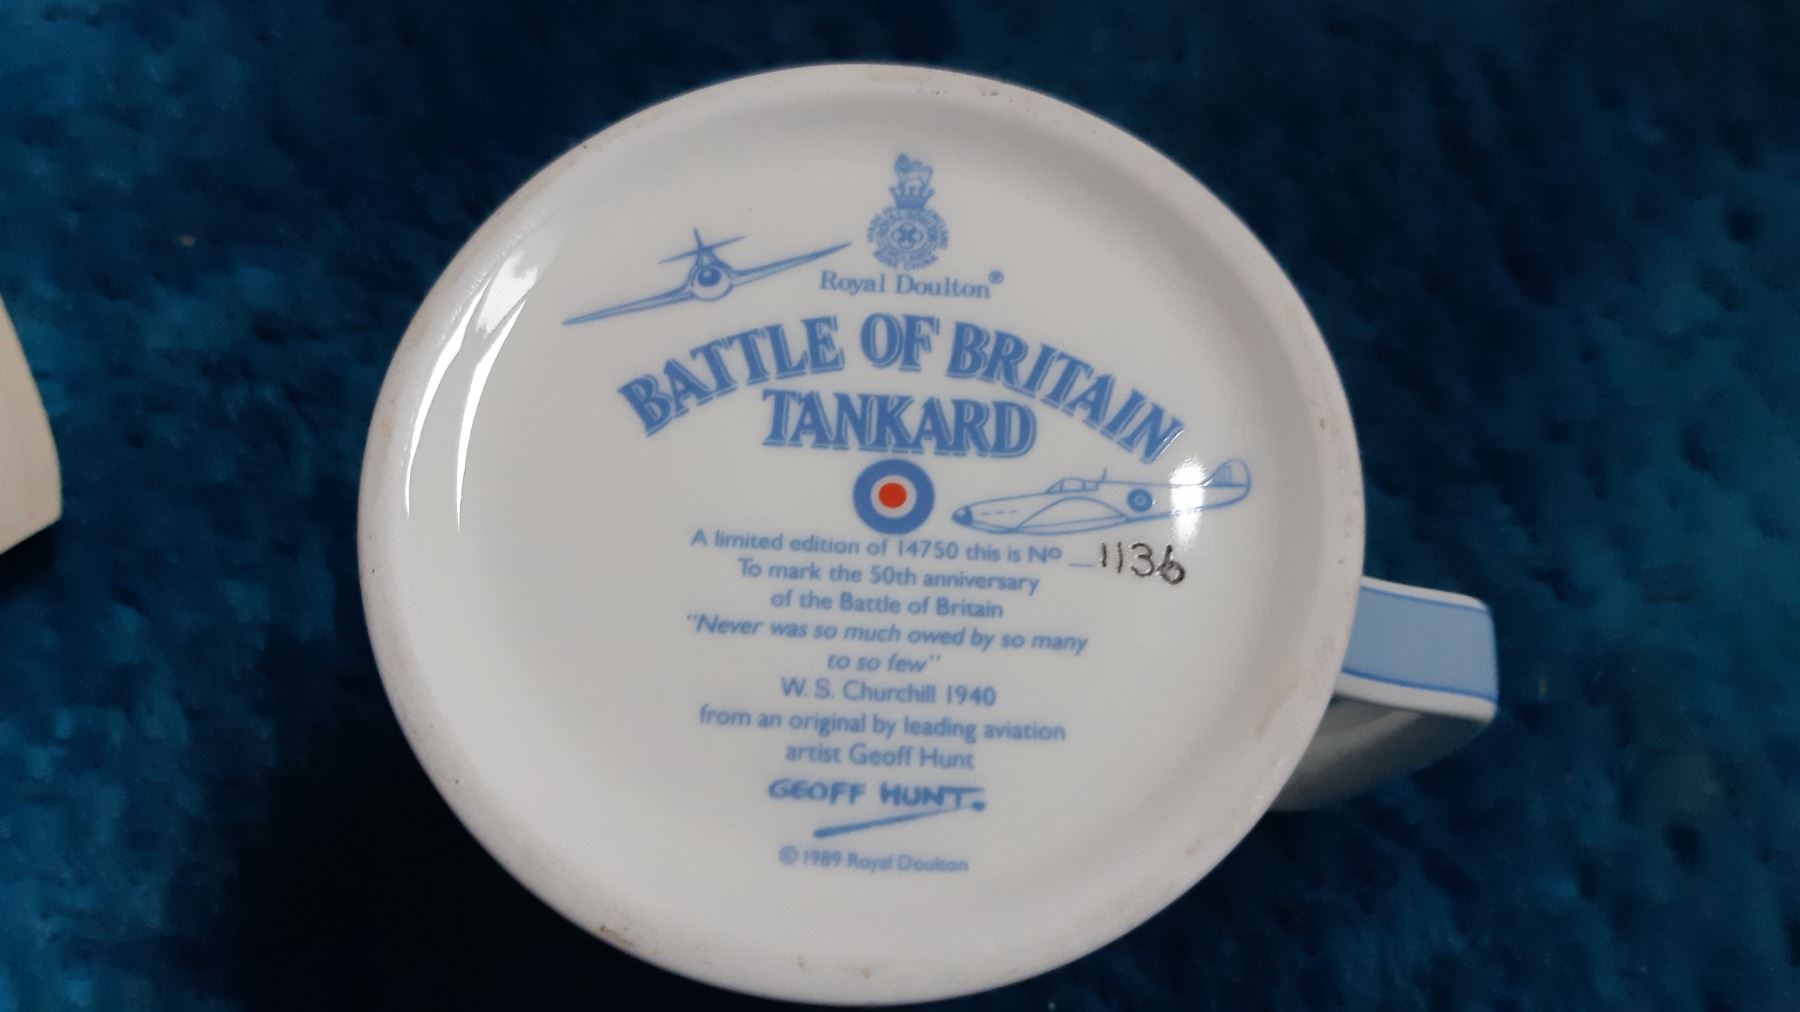 ROYAL DOULTON
Royal Doulton®
BATTLE OF BRITAIN
TANKARD
A limited edition of 14750 this is No 1136
To mark the 50th anniversary
of the Battle of Britain
"Never was so much owed by so many
to so few"
W. S. Churchill 1940
from an original by leading aviation
artist Geoff Hunt
GEOFF HUNT.
© 1989 Royal Doulton